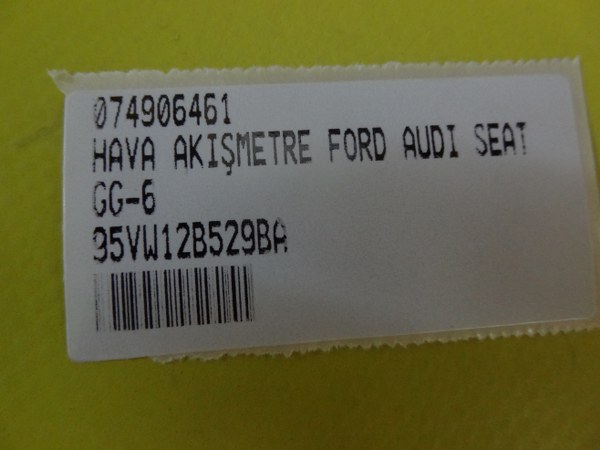 074906461
HAVA AKIŞMETRE FORD AUDI SEAT
GG-6
95VW12B529BA